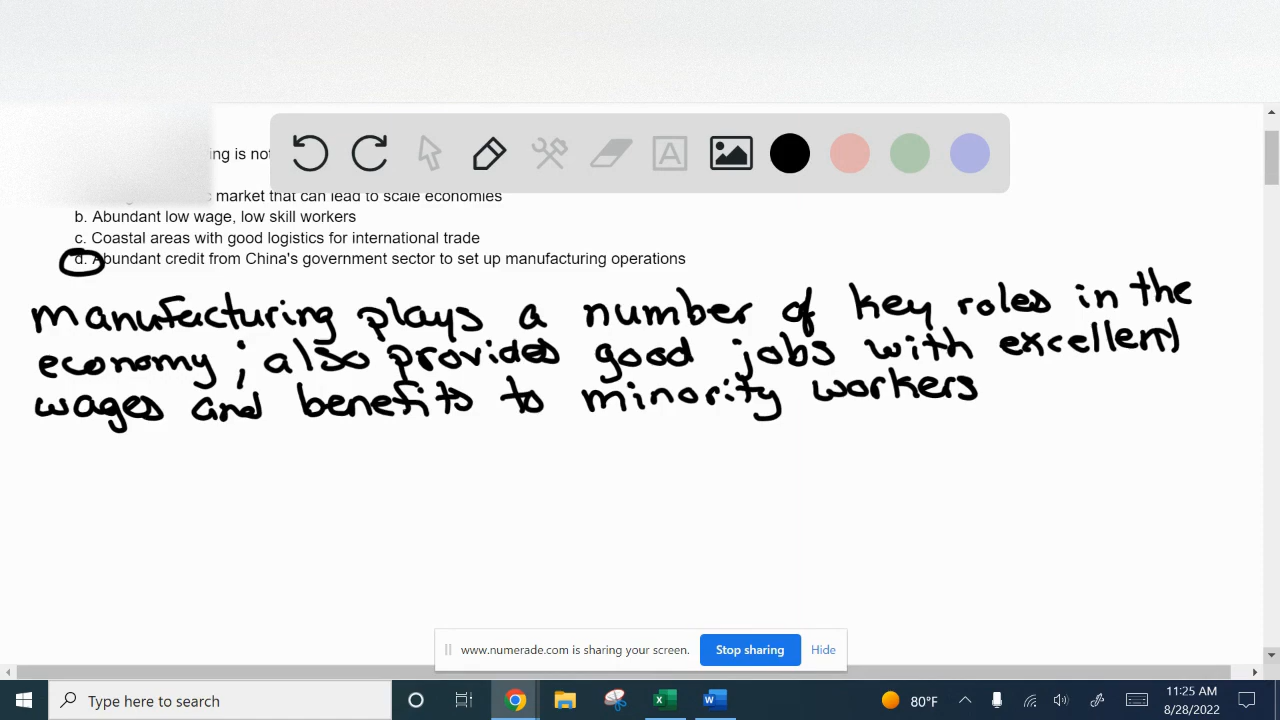 ing is not
market that can lead to scale economies
b. Abundant low wage, low skill workers
c. Coastal areas with good logistics for international trade
d. Abundant credit from China's government sector to set up manufacturing operations
manufacturing plays a number of key roles in the
economy; also provides good jobs with excellent
wages and benefits to minority workers
www.numerade.com is sharing your screen. Stop sharing Hide
Type here to search
80°F
11:25 AM
8/28/2022